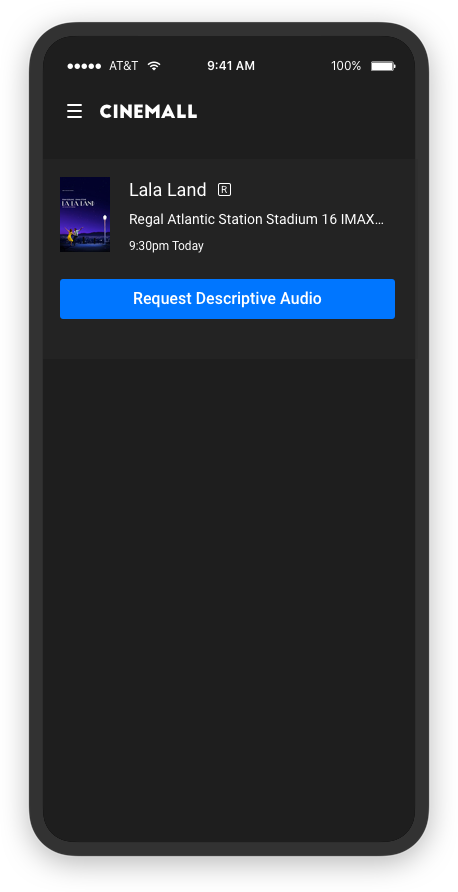 AT&T 9:41 AM 100%
CINEMALL
Lala Land R
LA LA LAND
Regal Atlantic Station Stadium 16 IMAX...
9:30pm Today
Request Descriptive Audio